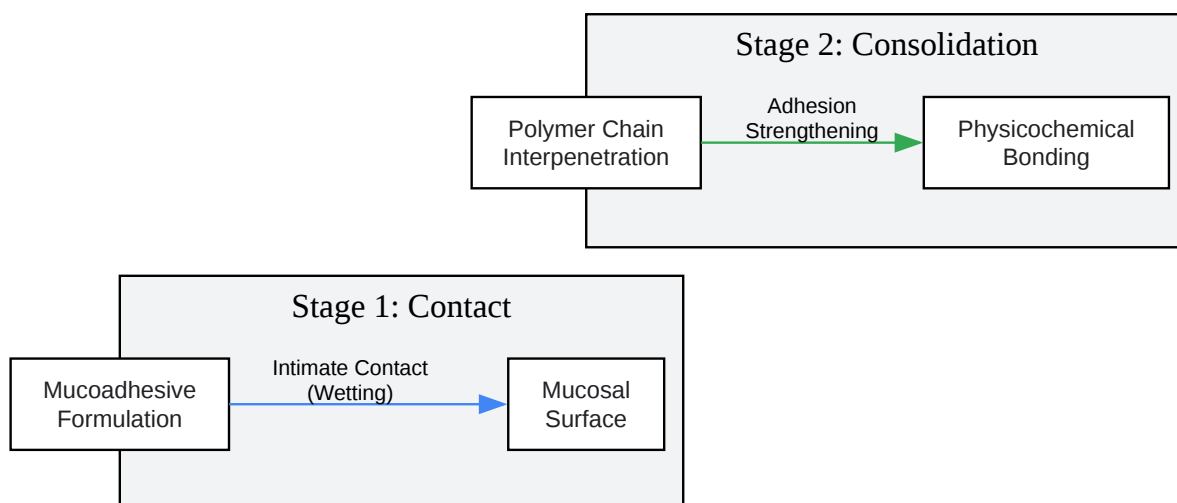 Stage 2: Consolidation
Polymer Chain
Interpenetration
Adhesion
Strengthening
Physicochemical
Bonding
Stage 1: Contact
Mucoadhesive
Formulation
Intimate Contact
(Wetting)
Mucosal
Surface